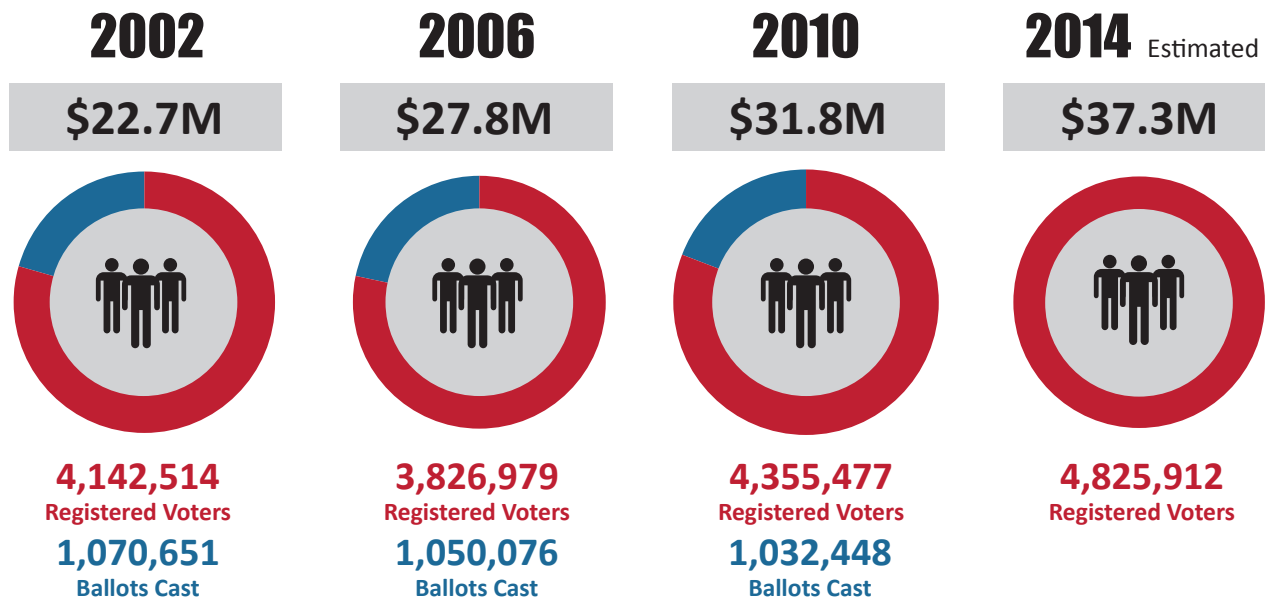 2002
$22.7M
4,142,514
Registered Voters
1,070,651
Ballots Cast
2006
$27.8M
3,826,979
Registered Voters
1,050,076
Ballots Cast
2010
$31.8M
4,355,477
Registered Voters
1,032,448
Ballots Cast
2014 Estimated
$37.3M
4,825,912
Registered Voters